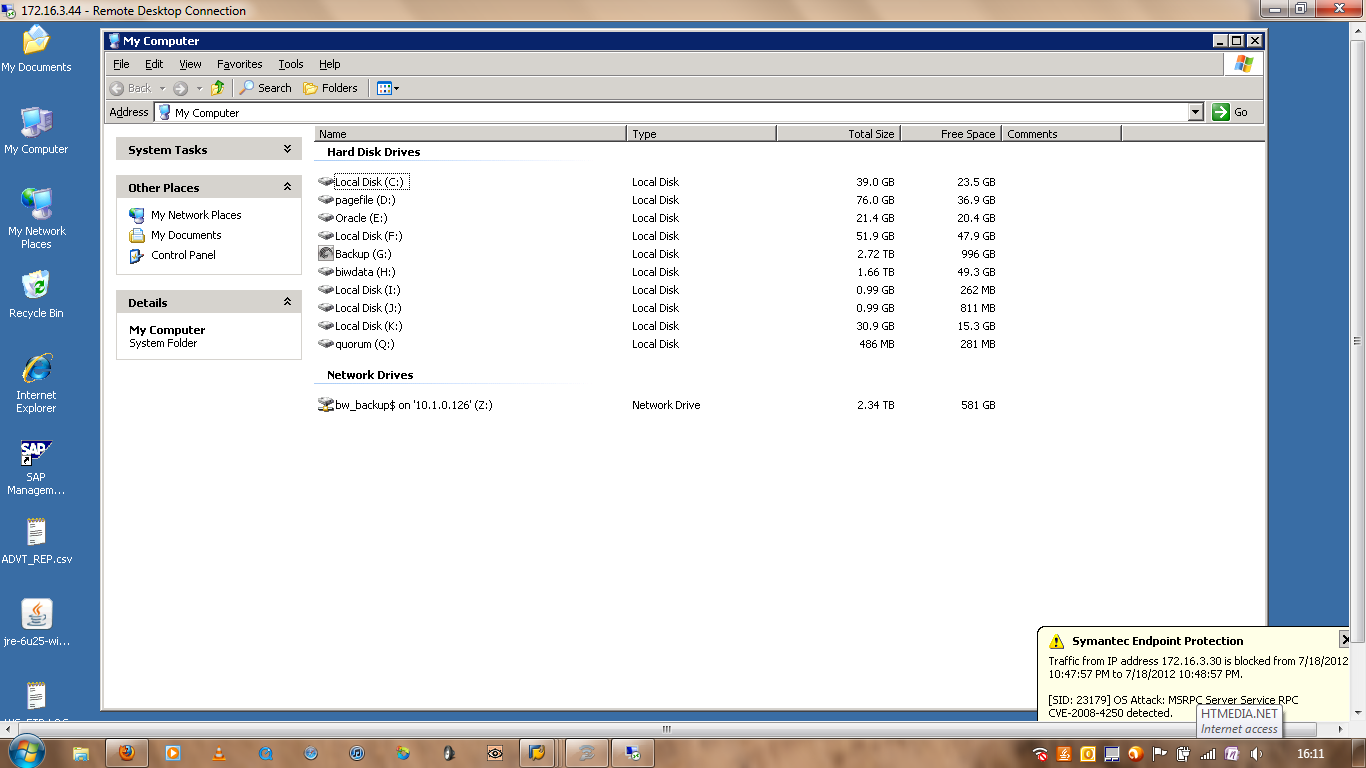 172.16.3.44 - Remote Desktop Connection
My Documents
My Computer
My Network
Places
Recycle Bin
Internet
Explorer
SAP
SAP
Managem...
ADVT_REP.csv
jre-6u25-wi...
My Computer
File Edit View Favorites Tools Help
Back Search Folders
Address My Computer Go
System Tasks
Other Places
My Network Places
My Documents
Control Panel
Details
My Computer
System Folder
Name Type Total Size Free Space Comments
Hard Disk Drives
Local Disk (C:) Local Disk 39.0 GB 23.5 GB
pagefile (D:) Local Disk 76.0 GB 36.9 GB
Oracle (E:) Local Disk 21.4 GB 20.4 GB
Local Disk (F:) Local Disk 51.9 GB 47.9 GB
Backup (G:) Local Disk 2.72 TB 996 GB
biwdata (H:) Local Disk 1.66 TB 49.3 GB
Local Disk (I:) Local Disk 0.99 GB 262 MB
Local Disk (J:) Local Disk 0.99 GB 811 MB
Local Disk (K:) Local Disk 30.9 GB 15.3 GB
quorum (Q:) Local Disk 486 MB 281 MB
Network Drives
bw_backup$ on '10.1.0.126' (Z:) Network Drive 2.34 TB 581 GB
Symantec Endpoint Protection
Traffic from IP address 172.16.3.30 is blocked from 7/18/2012
10:47:57 PM to 7/18/2012 10:48:57 PM.
[SID: 23179] OS Attack: MSRPC Server Service RPC
CVE-2008-4250 detected.
HTMEDIA.NET
Internet access
16:11